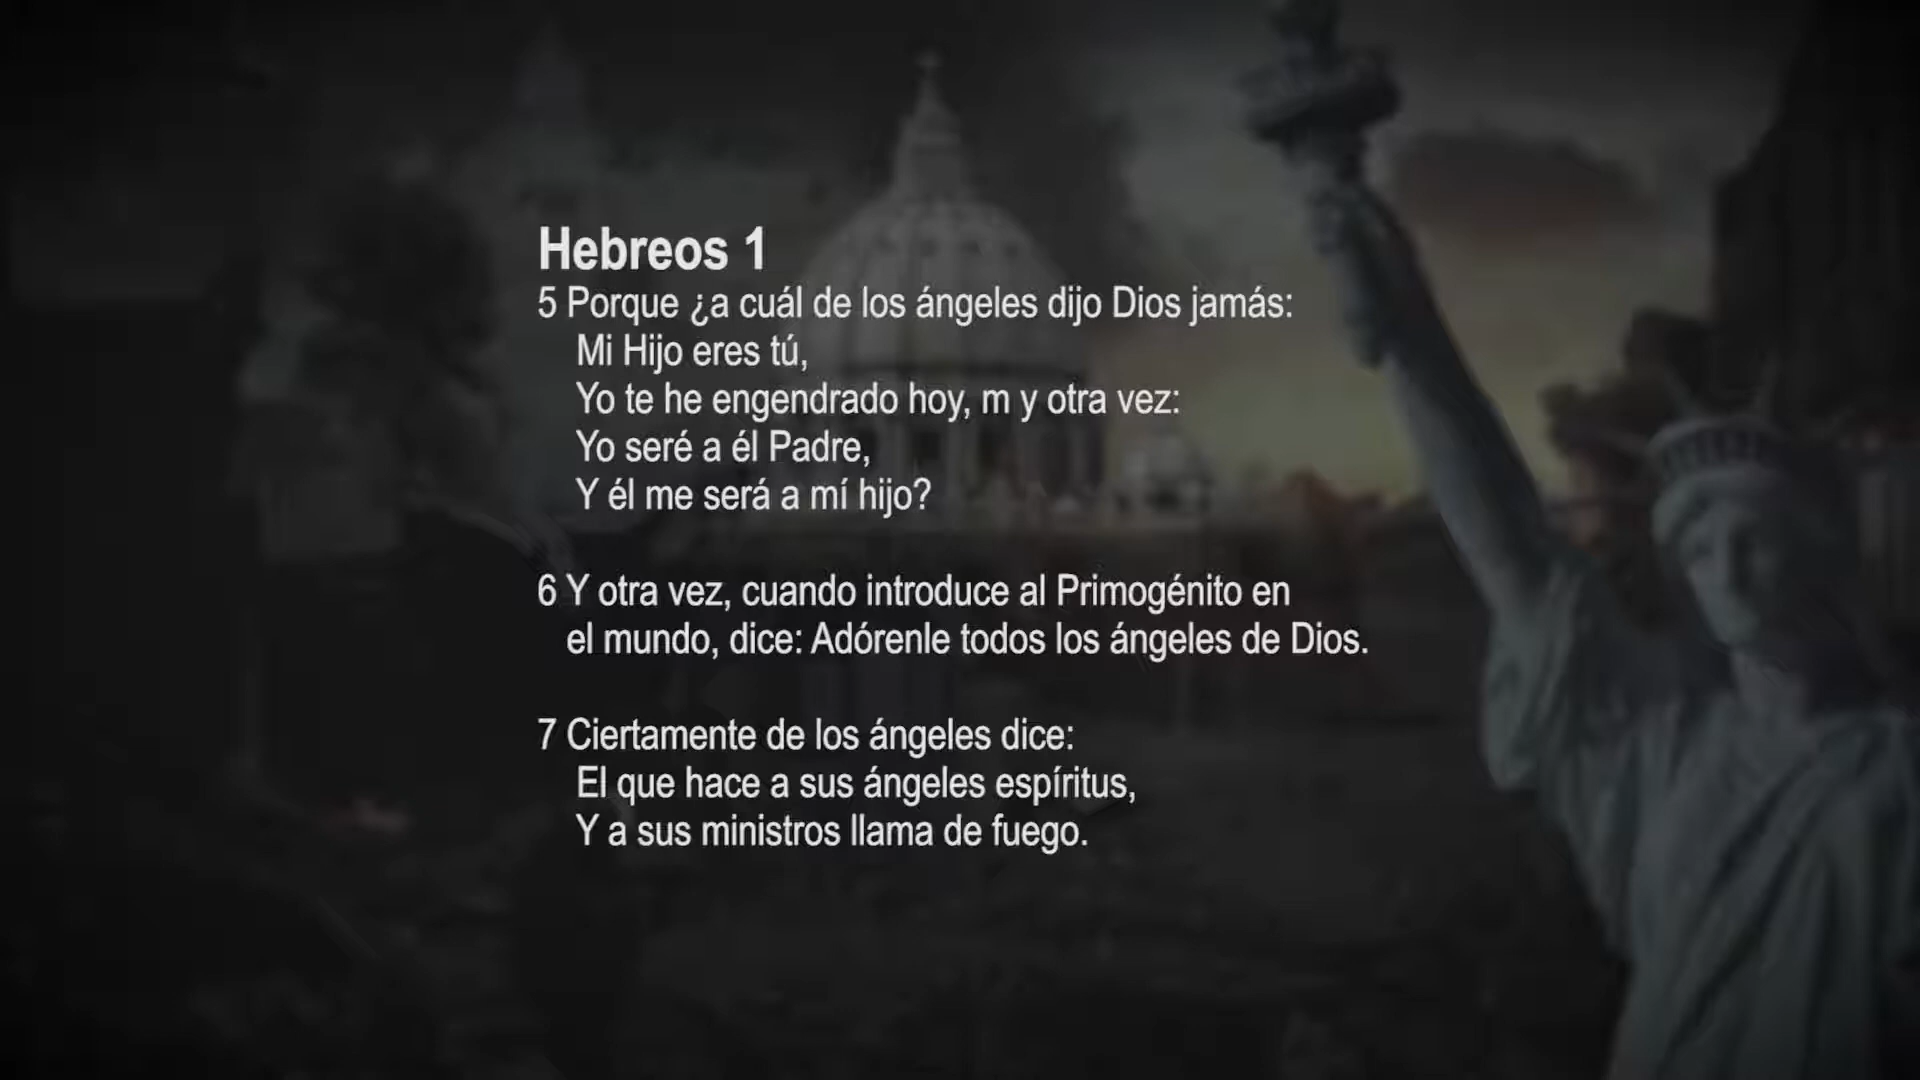 Hebreos 1
5 Porque ¿a cuál de los ángeles dijo Dios jamás:
Mi Hijo eres tú,
Yo te he engendrado hoy, m y otra vez:
Yo seré a él Padre,
Y él me será a mí hijo?
6 Y otra vez, cuando introduce al Primogénito en
el mundo, dice: Adórenle todos los ángeles de Dios.
7 Ciertamente de los ángeles dice:
El que hace a sus ángeles espíritus,
Y a sus ministros llama de fuego.